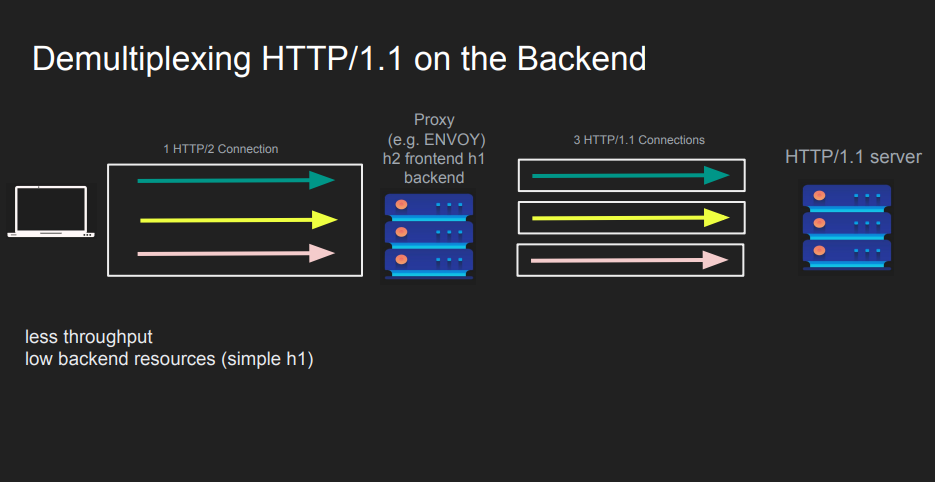 Demultiplexing HTTP/1.1 on the Backend
1 HTTP/2 Connection
Proxy
(e.g. ENVOY)
h2 frontend h1
backend
3 HTTP/1.1 Connections
HTTP/1.1 server
less throughput
low backend resources (simple h1)